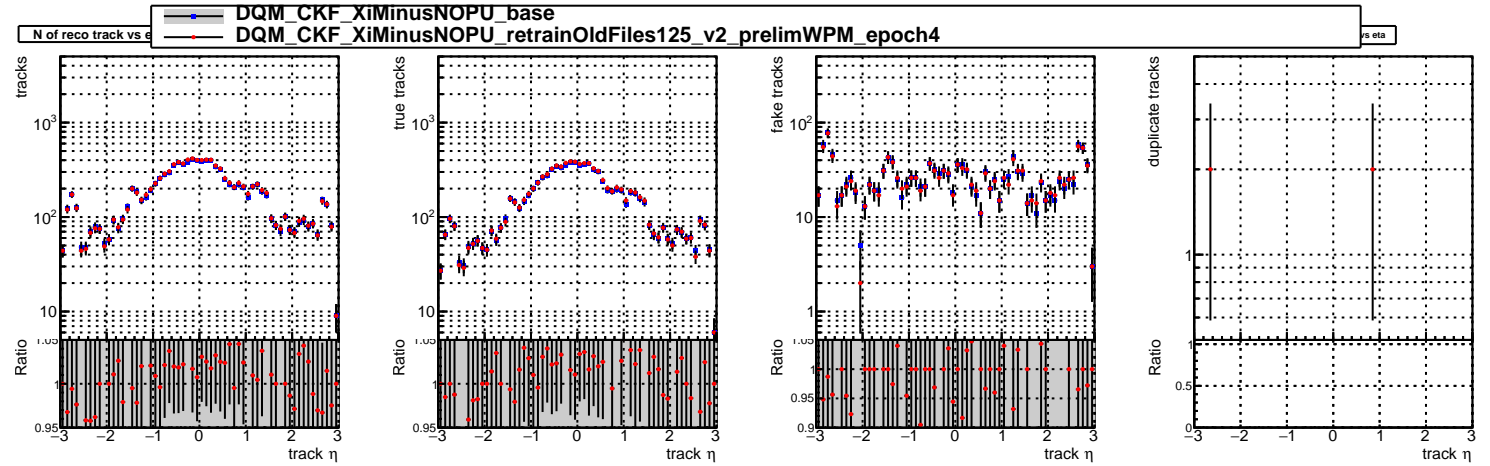 DQM_CKF_XiMinusNOPU_base
DQM_CKF_XiMinusNOPU_retrainOldFiles125_v2_prelimWPM_epoch4
N of reco track vs e
vs eta
tracks
10³
10²
10
Ratio
1.05
1
0.95
−3 −2 −1 0 1 2 3
track η
true tracks
10³
10²
10
Ratio
1.05
1
0.95
−3 −2 −1 0 1 2 3
track η
fake tracks
10²
10
1
Ratio
1.05
1
0.95
0.9
−3 −2 −1 0 1 2 3
track η
duplicate tracks
1
Ratio
1
0.5
0
−3 −2 −1 0 1 2 3
track η